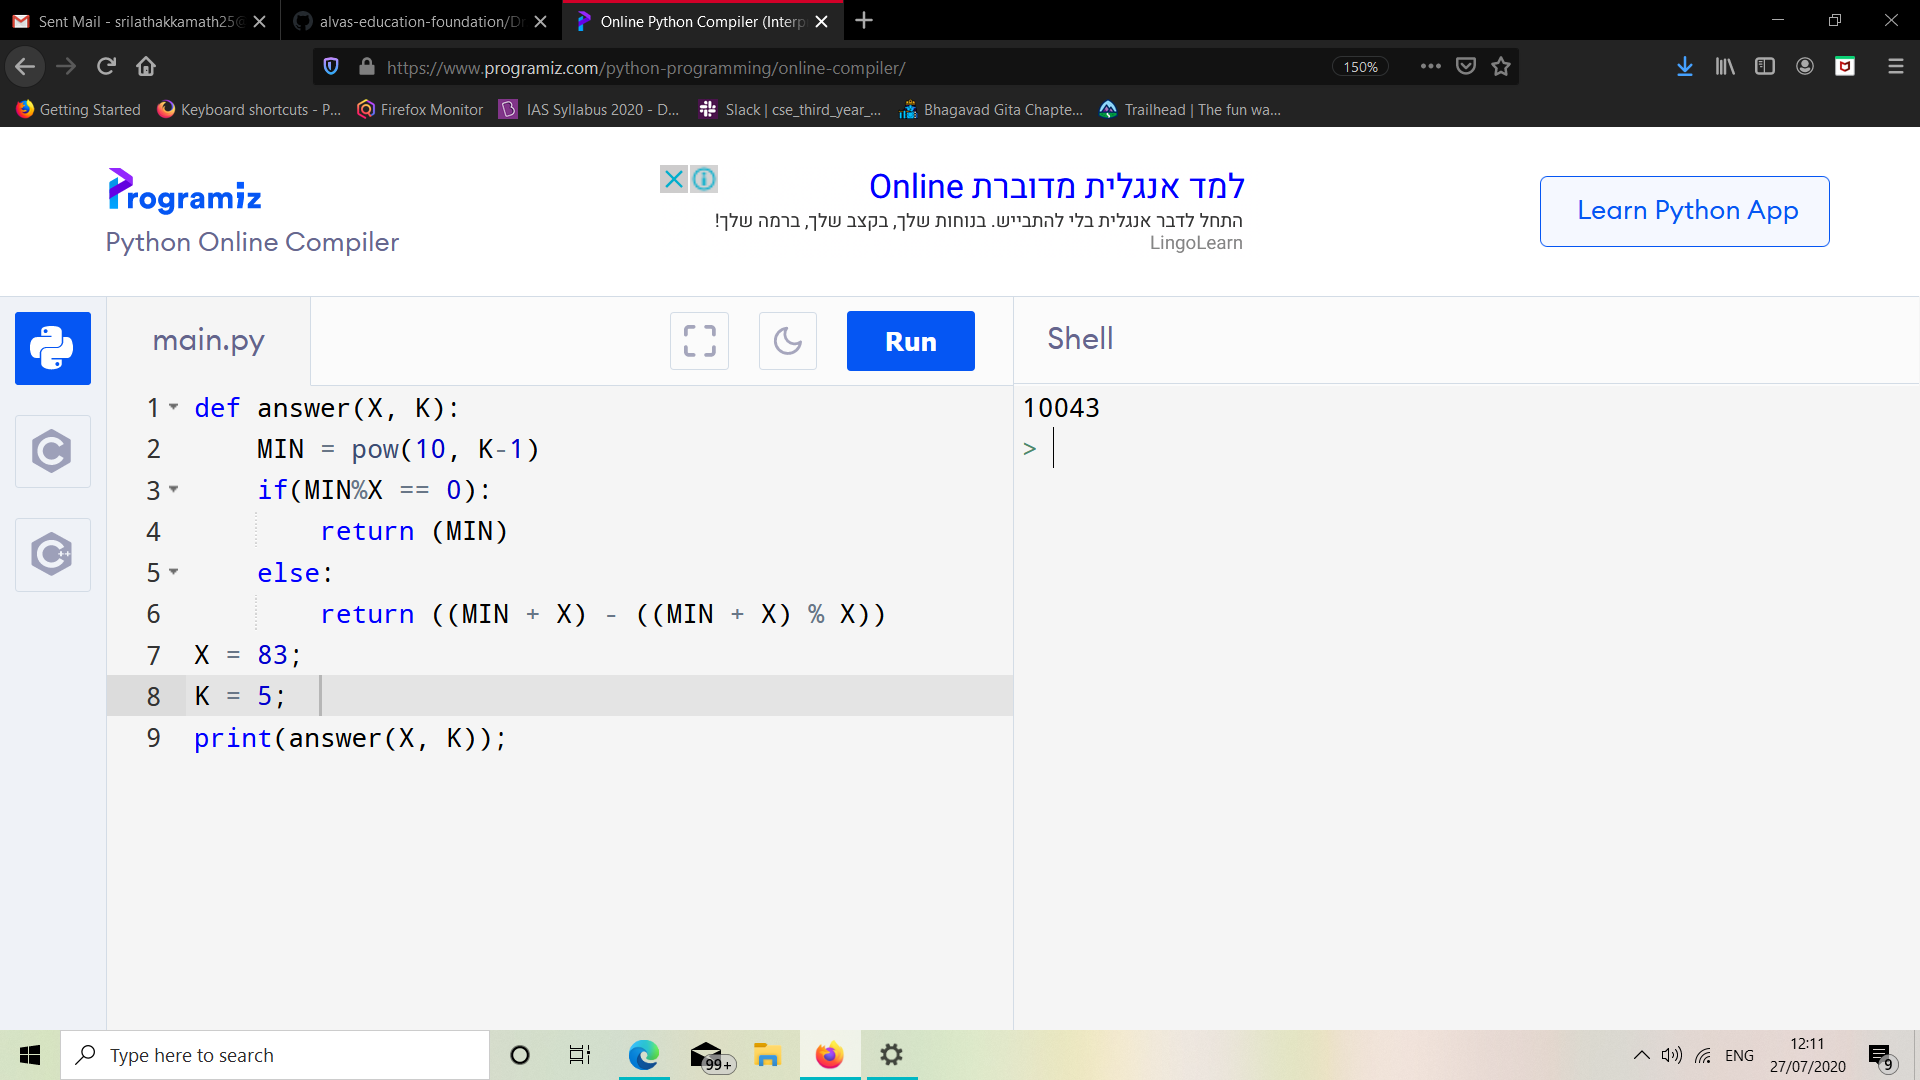 Sent Mail - srilathakkamath25@
alvas-education-foundation/Dr
Online Python Compiler (Interp
https://www.programiz.com/python-programming/online-compiler/
150%
Getting Started
Keyboard shortcuts - P...
Firefox Monitor
IAS Syllabus 2020 - D...
Slack | cse_third_year_...
Bhagavad Gita Chapte...
Trailhead | The fun wa...
Programiz
Python Online Compiler
למד אנגלית מדוברת Online
התחל לדבר אנגלית בלי להתבייש. בנוחות שלך, בקצב שלך, ברמה שלך!
LingoLearn
Learn Python App
main.py
Run
Shell
1 def answer(X, K):
2 MIN = pow(10, K-1)
3 if(MIN%X == 0):
4 return (MIN)
5 else:
6 return ((MIN + X) - ((MIN + X) % X))
7 X = 83;
8 K = 5;
9 print(answer(X, K));
10043
>
C
C++
Type here to search
99+
ENG
12:11
27/07/2020
9